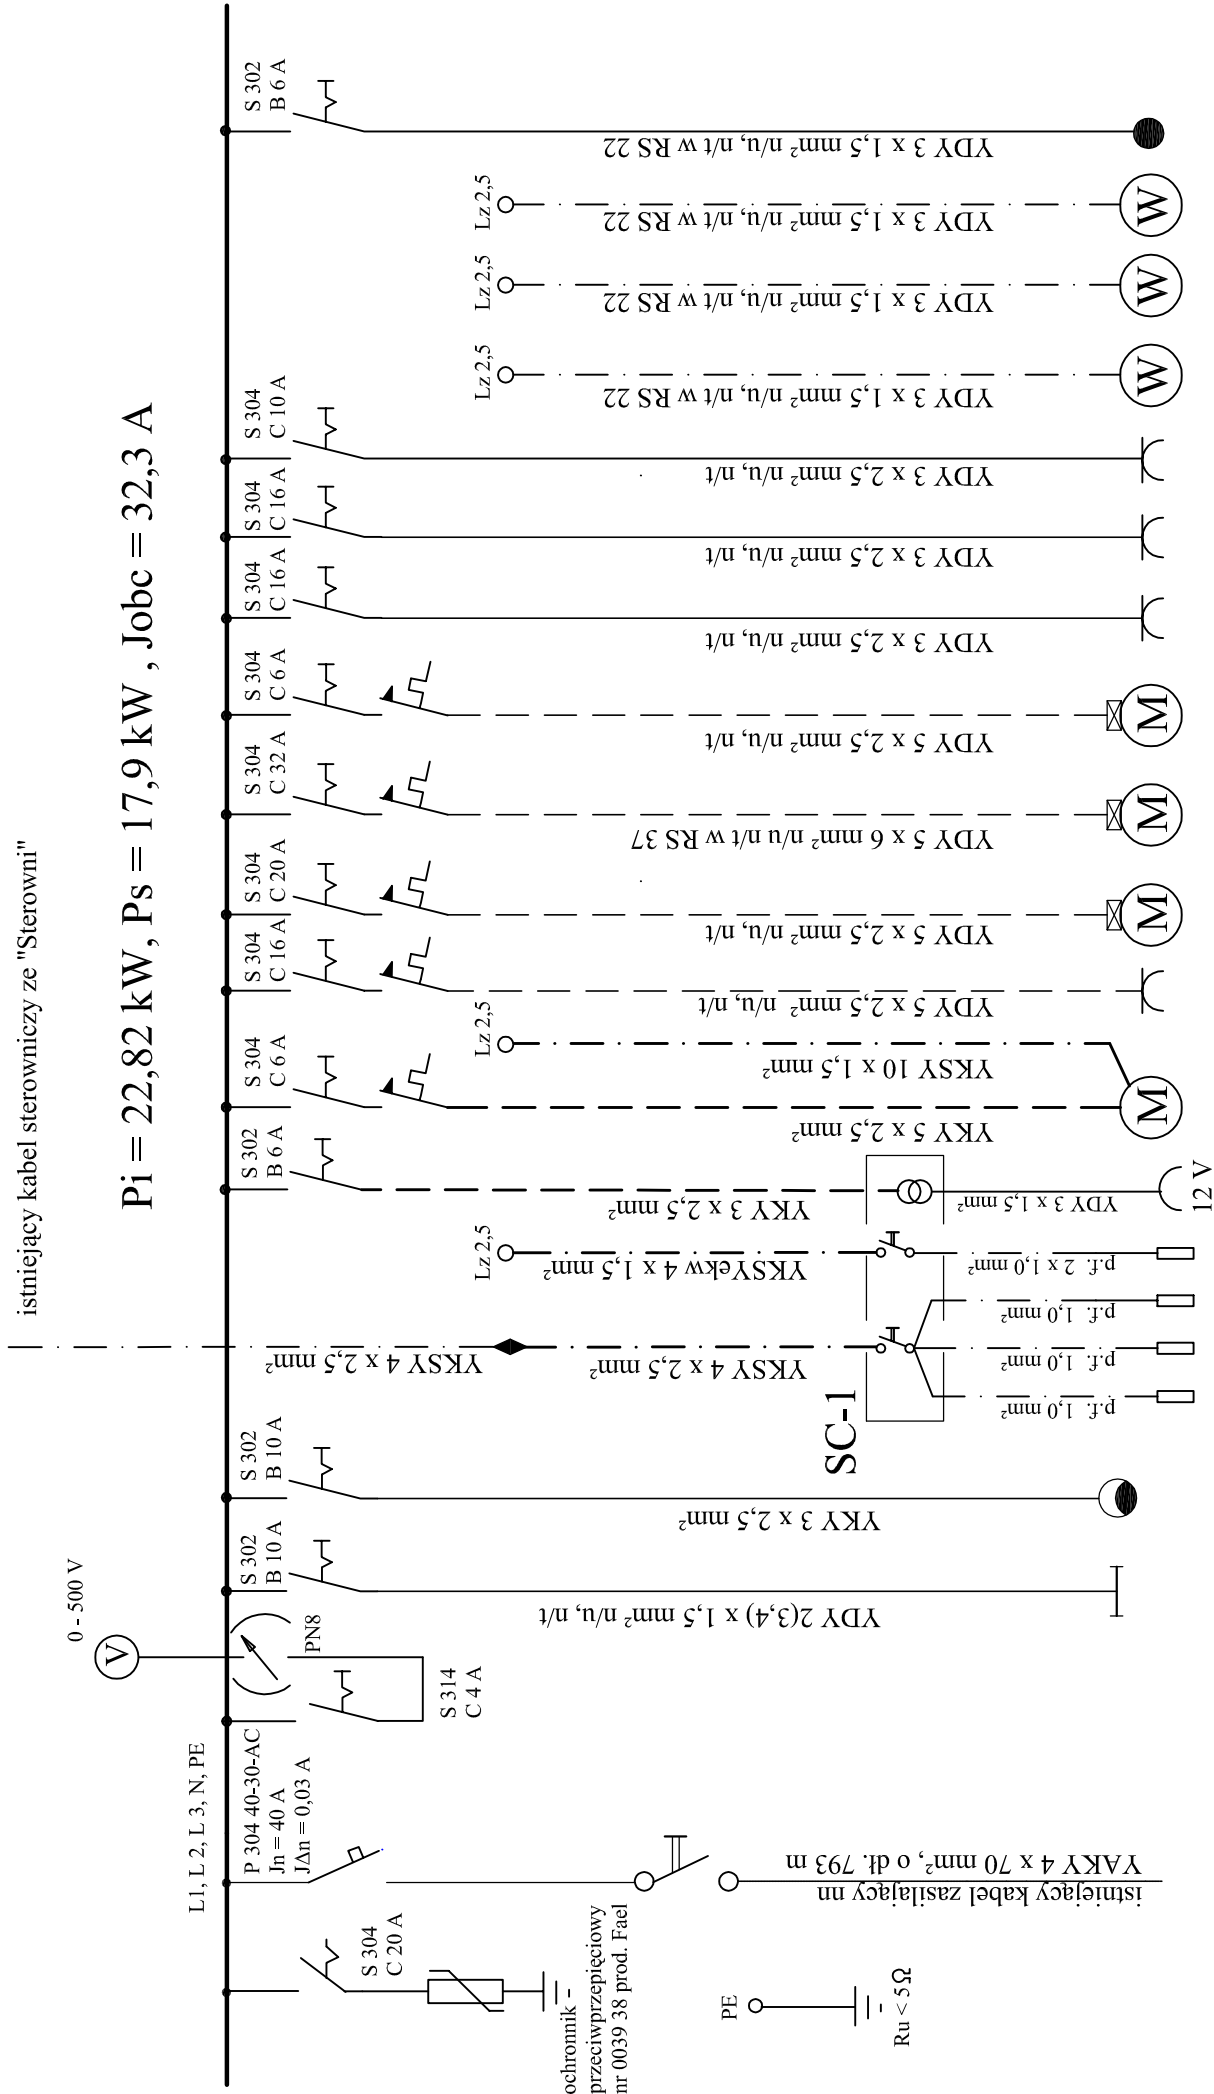 istniejący kabel sterowniczy ze "Sterowni"
Pi = 22,82 kW, Ps = 17,9 kW , Jobc = 32,3 A
0 - 500 V
V
L1, L 2, L 3, N, PE
S 304
C 20 A
ochronnik -
przeciwprzepięciowy
nr 0039 38 prod. Fael
PE
Ru < 5Ω
P 304 40-30-AC
Jn = 40 A
JΔn = 0,03 A
istniejący kabel zasilający nn
YAKY 4 x 70 mm², o dł. 793 m
PN8
S 314
C 4 A
S 302
B 10 A
YDY 2(3,4) x 1,5 mm² n/u, n/t
S 302
B 10 A
YKY 3 x 2,5 mm²
SC-1
YKSY 4 x 2,5 mm²
YKSY 4 x 2,5 mm²
p.f. 1,0 mm²
p.f. 1,0 mm²
p.f. 1,0 mm²
Lz 2,5
YKSYekw 4 x 1,5 mm²
p.f. 2 x 1,0 mm²
S 302
B 6 A
YKY 3 x 2,5 mm²
YDY 3 x 1,5 mm²
12 V
S 304
C 6 A
YKY 5 x 2,5 mm²
M
Lz 2,5
YKSY 10 x 1,5 mm²
S 304
C 16 A
YDY 5 x 2,5 mm² n/u, n/t
S 304
C 20 A
YDY 5 x 2,5 mm² n/u, n/t
M
S 304
C 32 A
YDY 5 x 6 mm² n/u n/t w RS 37
M
S 304
C 6 A
YDY 5 x 2,5 mm² n/u, n/t
M
S 304
C 16 A
YDY 3 x 2,5 mm² n/u, n/t
S 304
C 16 A
YDY 3 x 2,5 mm² n/u, n/t
S 304
C 10 A
YDY 3 x 2,5 mm² n/u, n/t
Lz 2,5
YDY 3 x 1,5 mm² n/u, n/t w RS 22
W
Lz 2,5
YDY 3 x 1,5 mm² n/u, n/t w RS 22
W
Lz 2,5
YDY 3 x 1,5 mm² n/u, n/t w RS 22
W
S 302
B 6 A
YDY 3 x 1,5 mm² n/u, n/t w RS 22